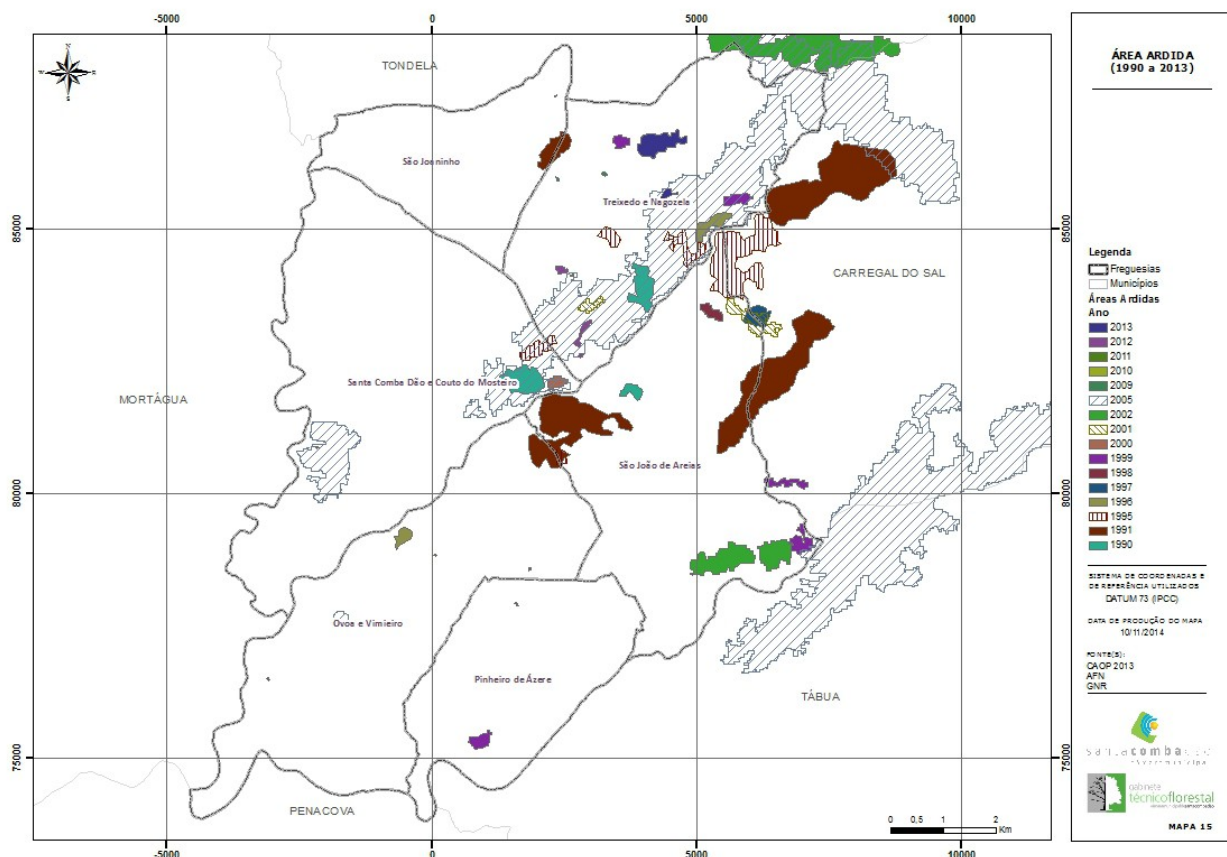 -5000
0
5000
10000
ÁREA ARDIDA
(1990 a 2013)
TONDELA
São Joaninho
Treixedo e Nagozela
85000
85000
CARREGAL DO SAL
Santa Comba Dão e Couto do Mosteiro
MORTÁGUA
São João de Areias
80000
80000
Ovoa e Vimieiro
Pinheiro de Ázere
TÁBUA
75000
75000
PENACOVA
-5000
0
5000
10000
0 0,5 1 2
Km
Legenda
Freguesias
Municípios
Áreas Ardidas
Ano
2013
2012
2011
2010
2009
2005
2002
2001
2000
1999
1998
1997
1996
1995
1991
1990
SISTEMA DE COORDENADAS E
DE REFERÊNCIA UTILIZADOS
DATUM 73 (IPCC)
DATA DE PRODUÇÃO DO MAPA
10/11/2014
FONTE(S):
CAOP 2013
AFN
GNR
santacombadão
gabinete
técnicoflorestal
MAPA 15